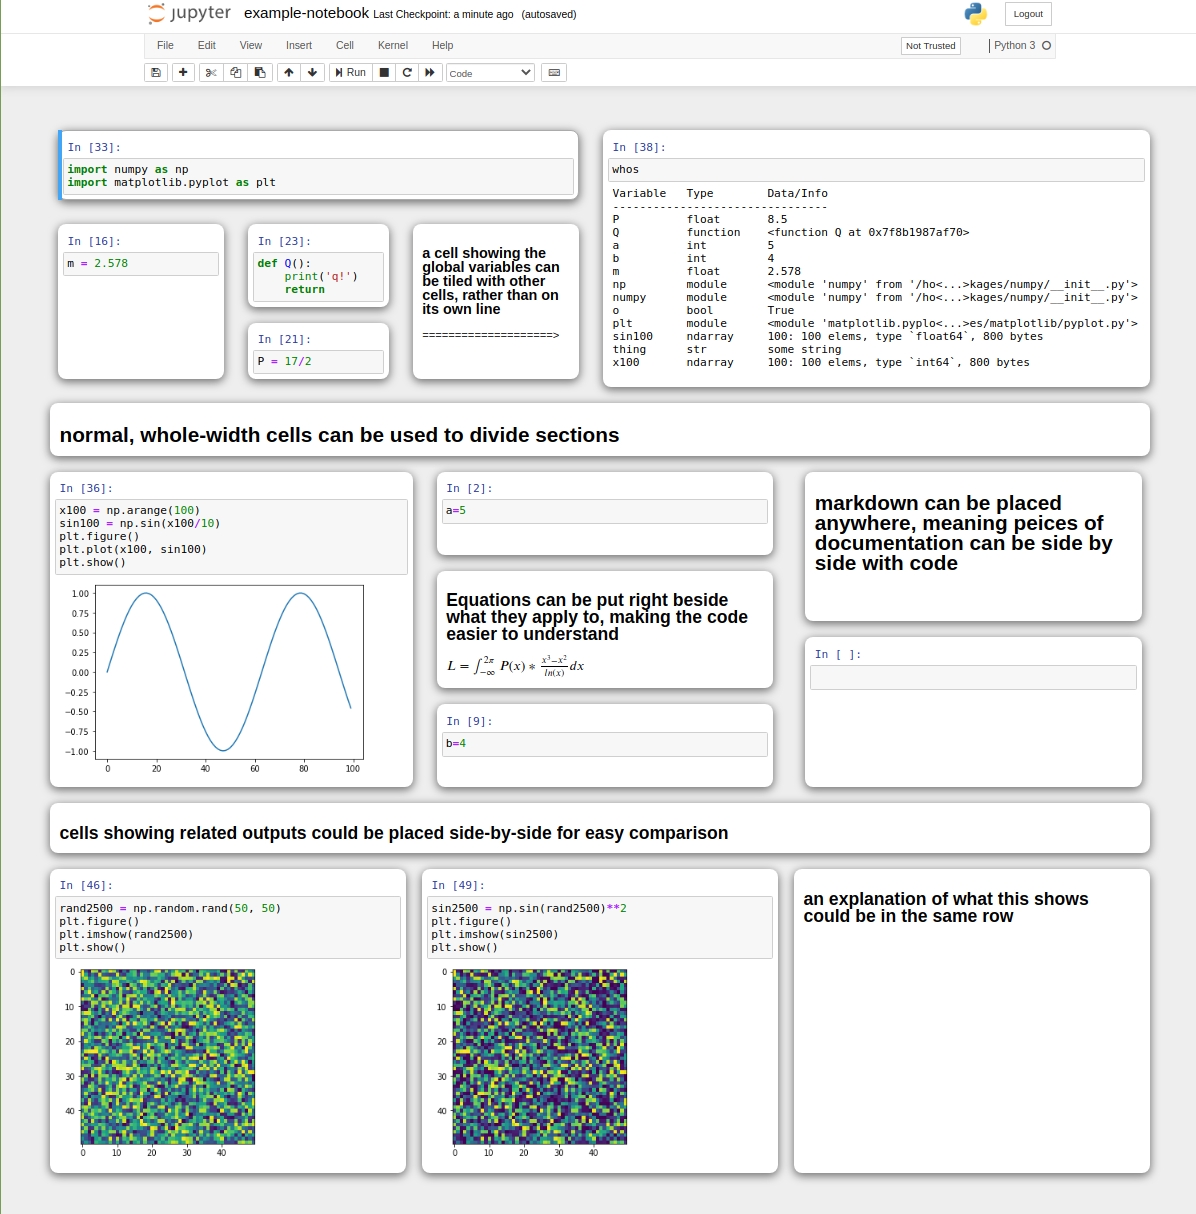 jupyter example-notebook Last Checkpoint: a minute ago (autosaved)
Logout
File Edit View Insert Cell Kernel Help
Not Trusted
Python 3
Run
Code
In [33]:
import numpy as np
import matplotlib.pyplot as plt
In [16]:
m = 2.578
In [23]:
def Q():
    print('q!')
    return
In [21]:
P = 17/2
a cell showing the
global variables can
be tiled with other
cells, rather than on
its own line
====================>
In [38]:
whos
Variable   Type        Data/Info
--------------------------------
P          float       8.5
Q          function    <function Q at 0x7f8b1987af70>
a          int         5
b          int         4
m          float       2.578
np         module      <module 'numpy' from '/ho<...>kages/numpy/__init__.py'>
numpy      module      <module 'numpy' from '/ho<...>kages/numpy/__init__.py'>
o          bool        True
plt        module      <module 'matplotlib.pyplo<...>es/matplotlib/pyplot.py'>
sin100     ndarray     100: 100 elems, type `float64`, 800 bytes
thing      str         some string
x100       ndarray     100: 100 elems, type `int64`, 800 bytes
normal, whole-width cells can be used to divide sections
In [36]:
x100 = np.arange(100)
sin100 = np.sin(x100/10)
plt.figure()
plt.plot(x100, sin100)
plt.show()
1.00
0.75
0.50
0.25
0.00
−0.25
−0.50
−0.75
−1.00
0 20 40 60 80 100
In [2]:
a=5
Equations can be put right beside
what they apply to, making the code
easier to understand
L = ∫_{−∞}^{2π} P(x) ∗ \frac{x³−x²}{ln(x)} dx
In [9]:
b=4
markdown can be placed
anywhere, meaning peices of
documentation can be side by
side with code
In [ ]:
cells showing related outputs could be placed side-by-side for easy comparison
In [46]:
rand2500 = np.random.rand(50, 50)
plt.figure()
plt.imshow(rand2500)
plt.show()
0
10
20
30
40
0 10 20 30 40
In [49]:
sin2500 = np.sin(rand2500)**2
plt.figure()
plt.imshow(sin2500)
plt.show()
0
10
20
30
40
0 10 20 30 40
an explanation of what this shows
could be in the same row